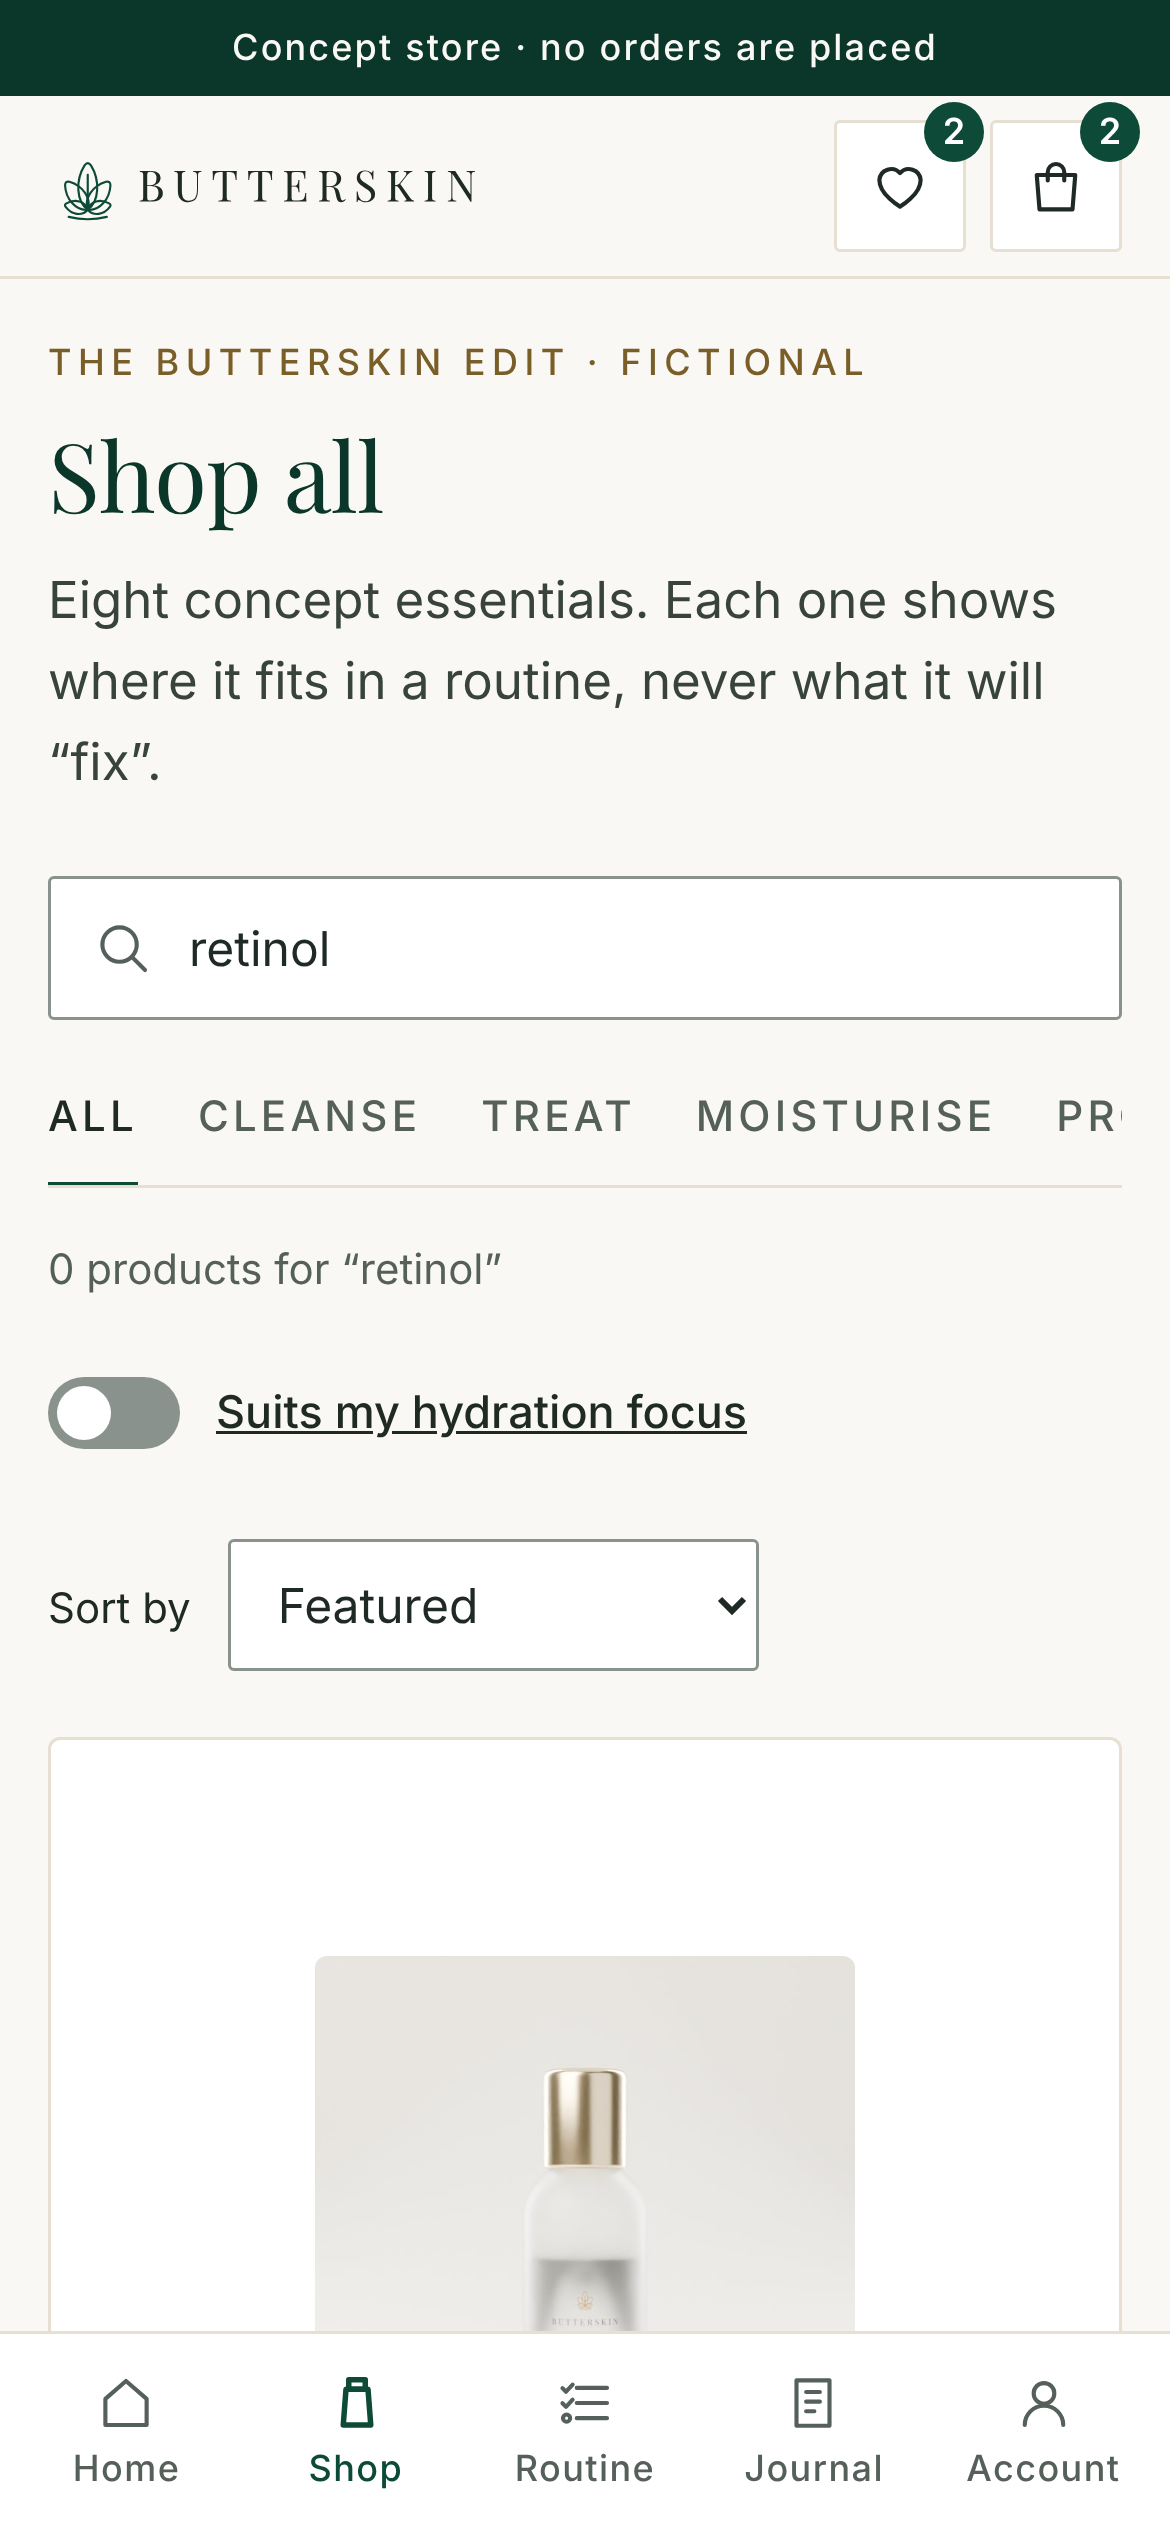 Concept store · no orders are placed
BUTTERSKIN
2
2
THE BUTTERSKIN EDIT · FICTIONAL
Shop all
Eight concept essentials. Each one shows
where it fits in a routine, never what it will
“fix”.
retinol
ALL CLEANSE TREAT MOISTURISE PR
0 products for “retinol”
Suits my hydration focus
Sort by Featured
BUTTERSKIN
Home Shop Routine Journal Account